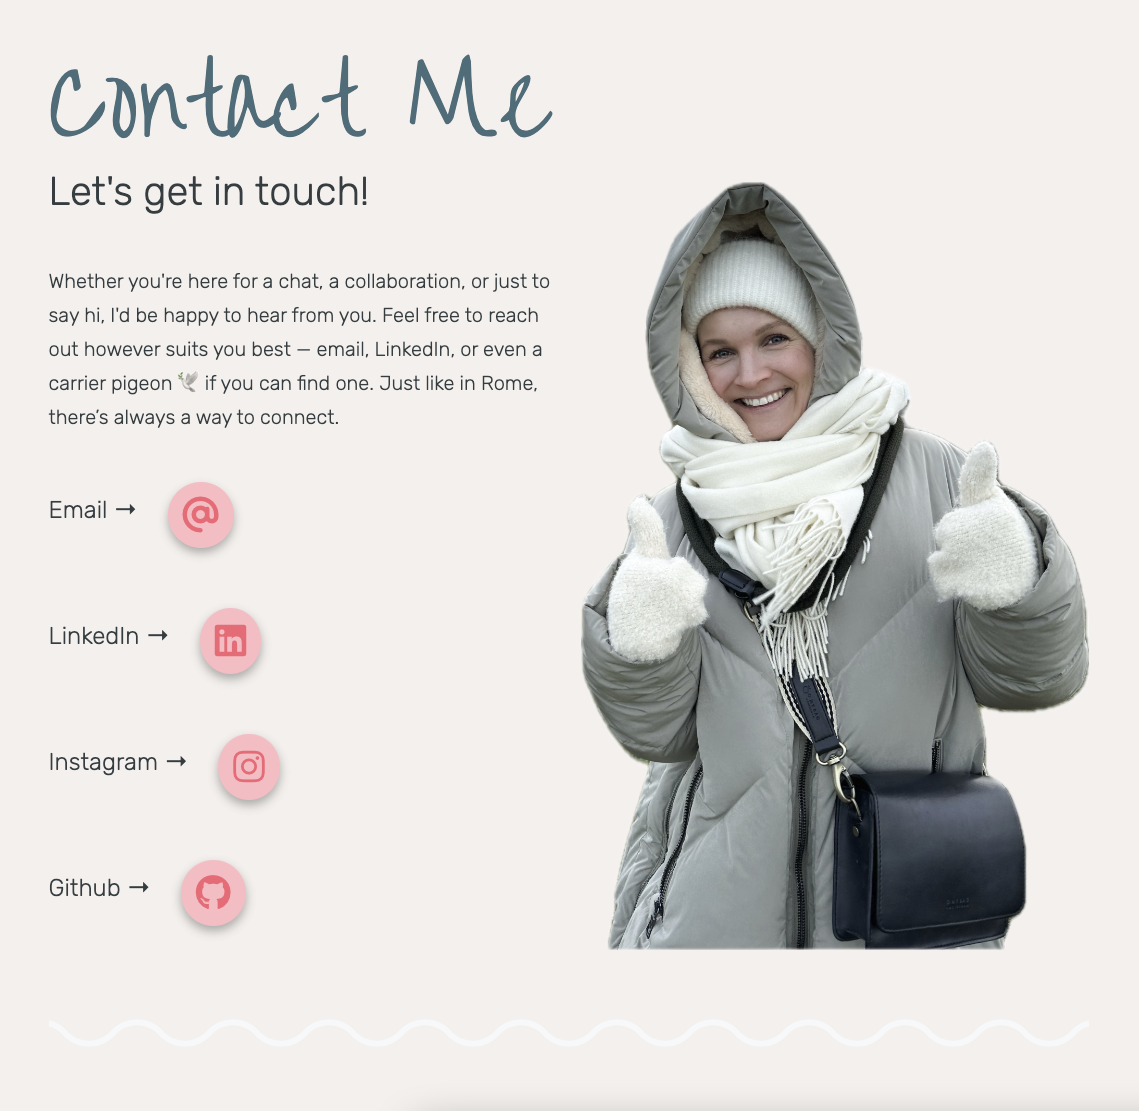 Contact Me
Let's get in touch!
Whether you're here for a chat, a collaboration, or just to
say hi, I'd be happy to hear from you. Feel free to reach
out however suits you best — email, LinkedIn, or even a
carrier pigeon 🕊️ if you can find one. Just like in Rome,
there’s always a way to connect.
Email →
LinkedIn →
in
Instagram →
Github →